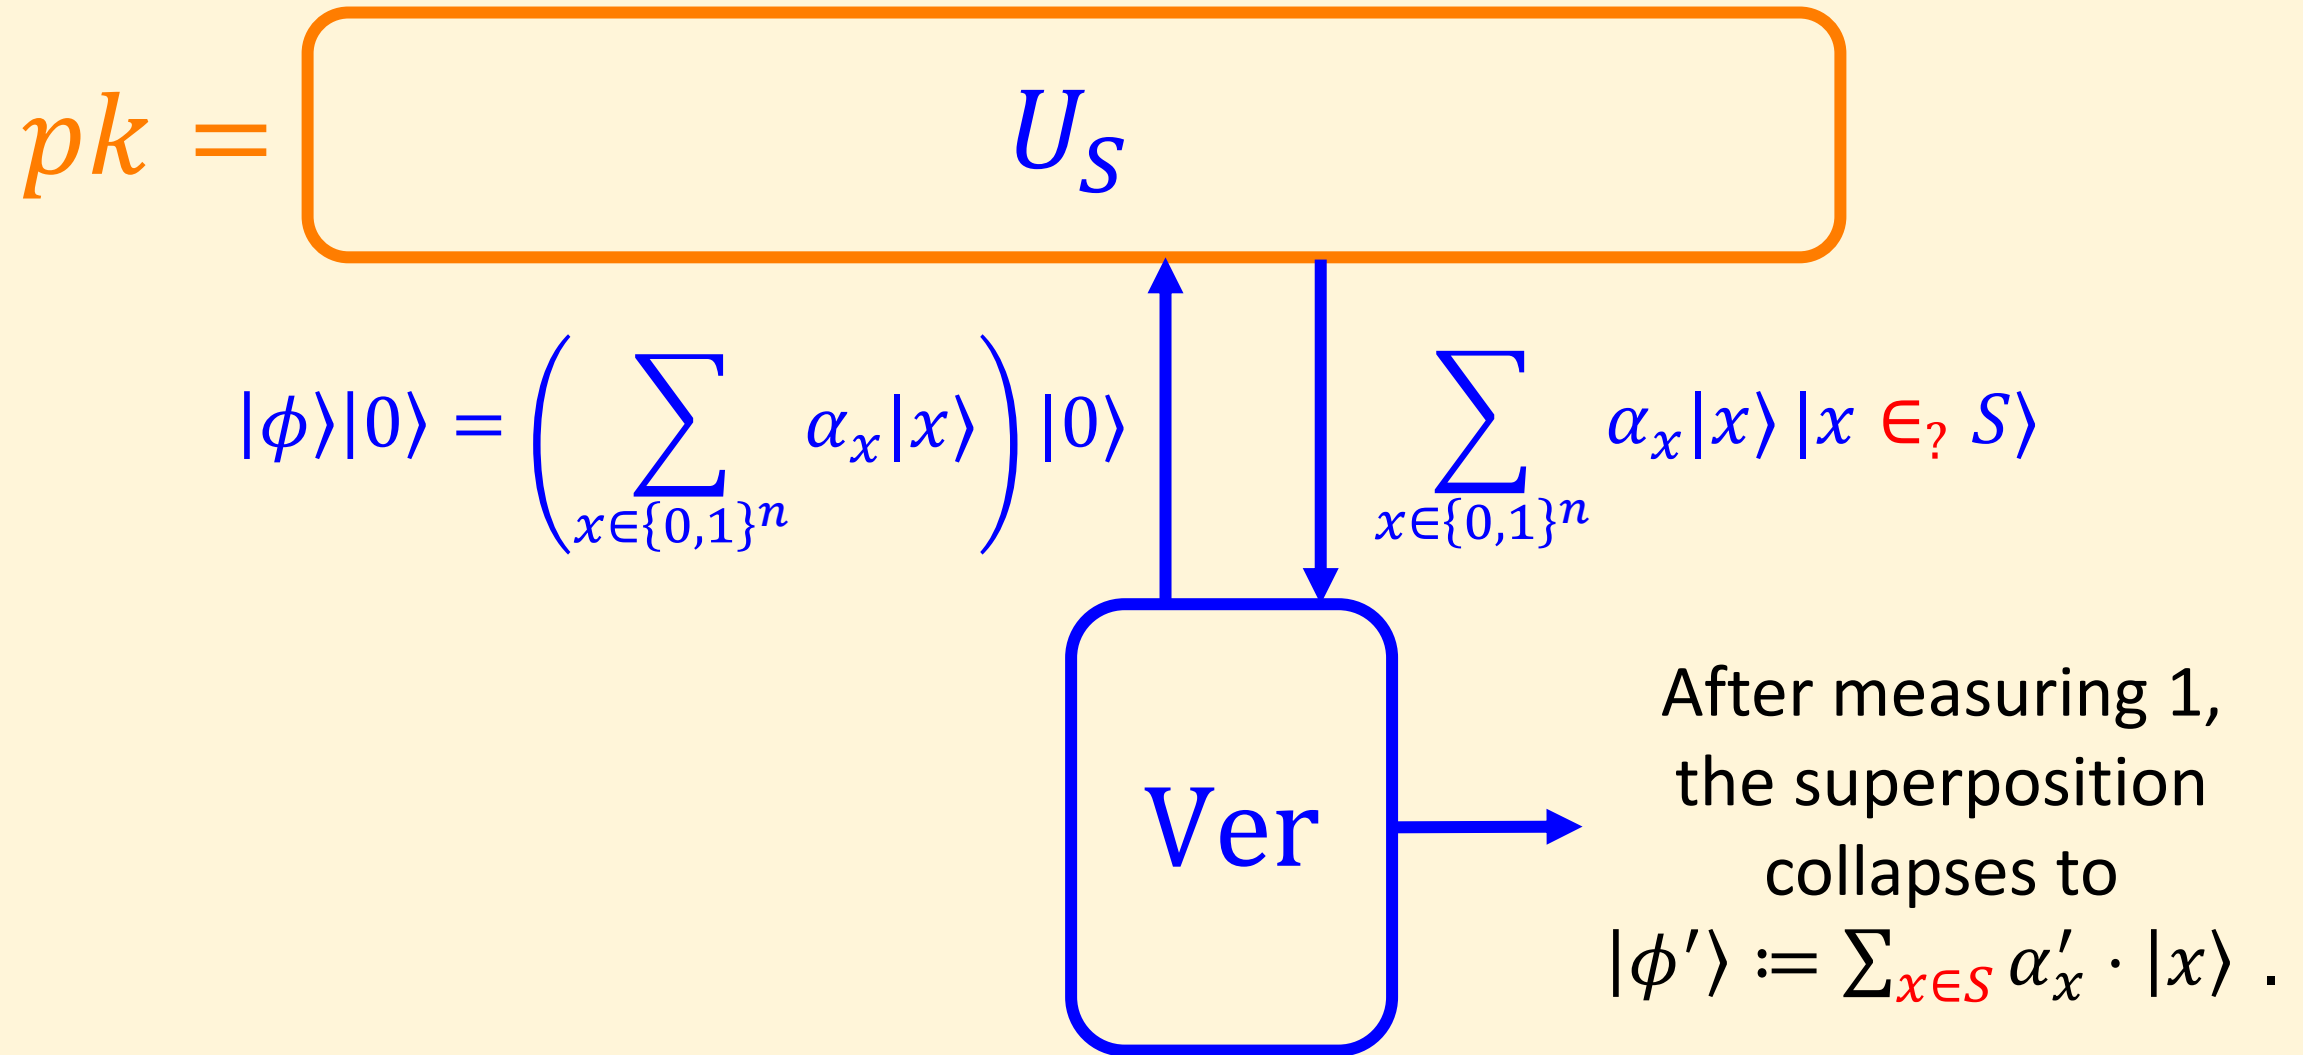 pk =
U_S
|ϕ⟩|0⟩ = (∑_{x∈{0,1}^n} α_x|x⟩) |0⟩
∑_{x∈{0,1}^n} α_x|x⟩|x ∈_? S⟩
Ver
After measuring 1,
the superposition
collapses to
|ϕ′⟩ ≔ ∑_{x∈S} α′_x · |x⟩ .